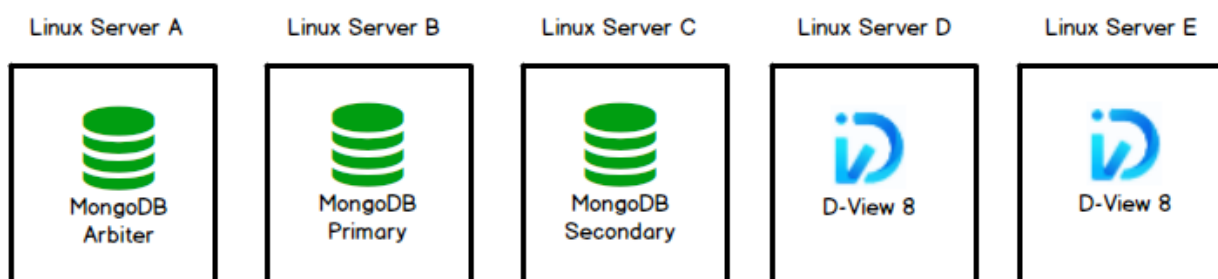 Linux Server A
Linux Server B
Linux Server C
Linux Server D
Linux Server E
MongoDB
Arbiter
MongoDB
Primary
MongoDB
Secondary
D-View 8
D-View 8